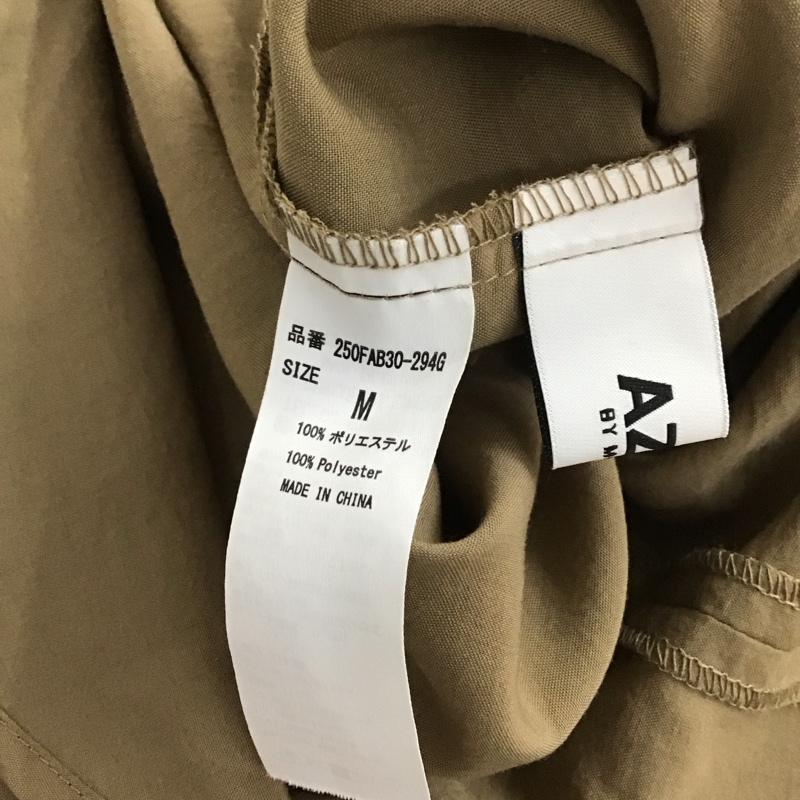 品番 250FAB30-294G
SIZE
M
100% ポリエステル
100% Polyester
MADE IN CHINA
AZ
BY M